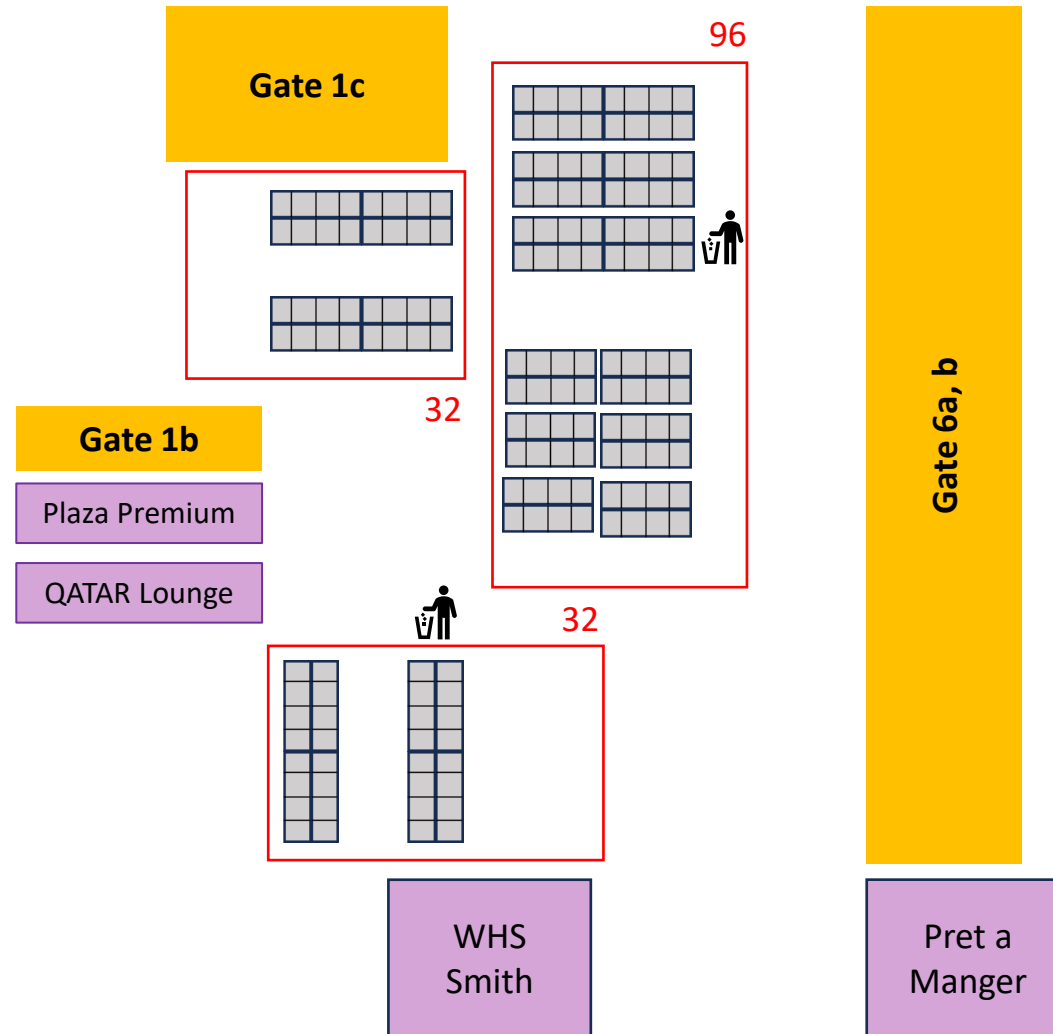 96
Gate 1c
32
Gate 1b
Plaza Premium
QATAR Lounge
Gate 6a, b
32
WHS
Smith
Pret a
Manger